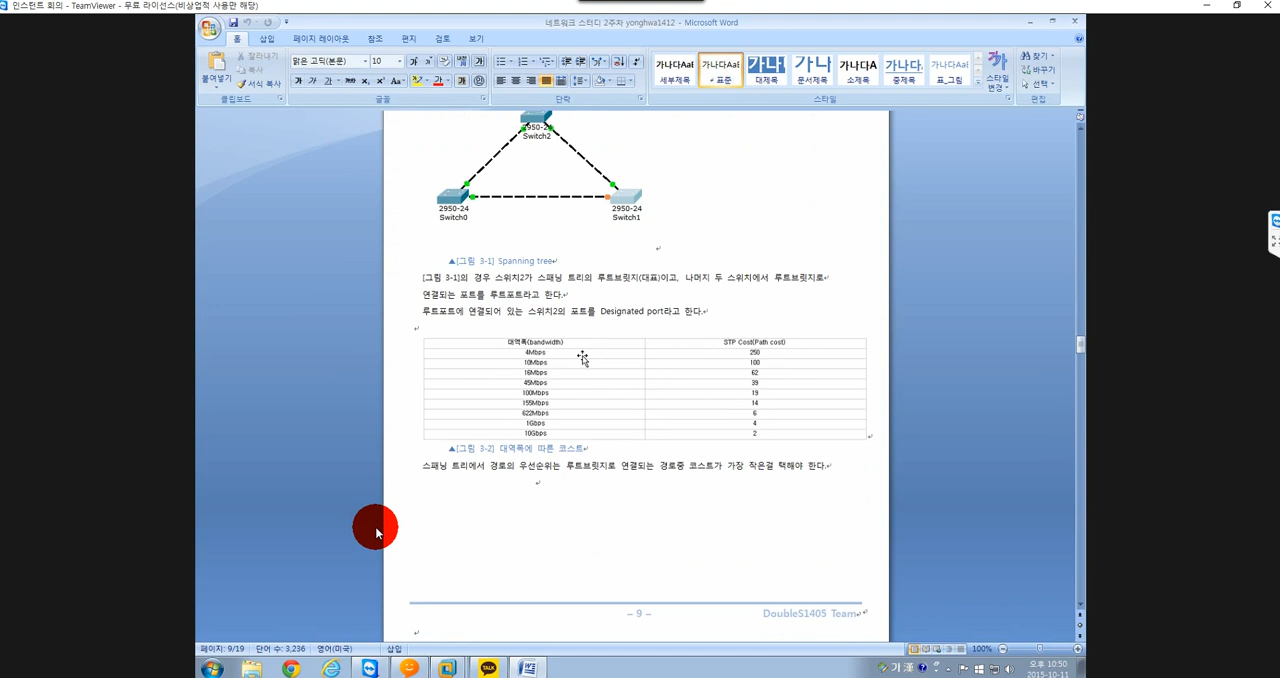 인스턴트 회의 - TeamViewer - 무료 라이선스(비상업적 사용만 해당)
네트워크 스터디 2주차 yonghwa1412 - Microsoft Word
홈 삽입 페이지 레이아웃 참조 편지 검토 보기
붙여넣기
잘라내기
복사
서식 복사
클립보드
맑은 고딕(본문) 10
글꼴
단락
가나다AaB 세부제목
가나다AaB 표준
가나 대제목
가나 문서제목
가나다A 소제목
가나다 중제목
가나다AaBl 표_그림
스타일 변경
스타일
찾기
바꾸기
선택
편집
2950-24
Switch2
2950-24
Switch0
2950-24
Switch1
▲[그림 3-1] Spanning tree
[그림 3-1]의 경우 스위치2가 스패닝 트리의 루트브릿지(대표)이고, 나머지 두 스위치에서 루트브릿지로
연결되는 포트를 루트포트라고 한다.
루트포트에 연결되어 있는 스위치2의 포트를 Designated port라고 한다.
대역폭(bandwidth) STP Cost(Path cost)
4Mbps 250
10Mbps 100
16Mbps 62
45Mbps 39
100Mbps 19
155Mbps 14
622Mbps 6
1Gbps 4
10Gbps 2
▲[그림 3-2] 대역폭에 따른 코스트
스패닝 트리에서 경로의 우선순위는 루트브릿지로 연결되는 경로중 코스트가 가장 작은걸 택해야 한다.
– 9 –
DoubleS1405 Team
페이지: 9/19 단어 수: 3,236 영어(미국) 삽입 100%
TALK
가 漢
오후 10:50
2015-10-11